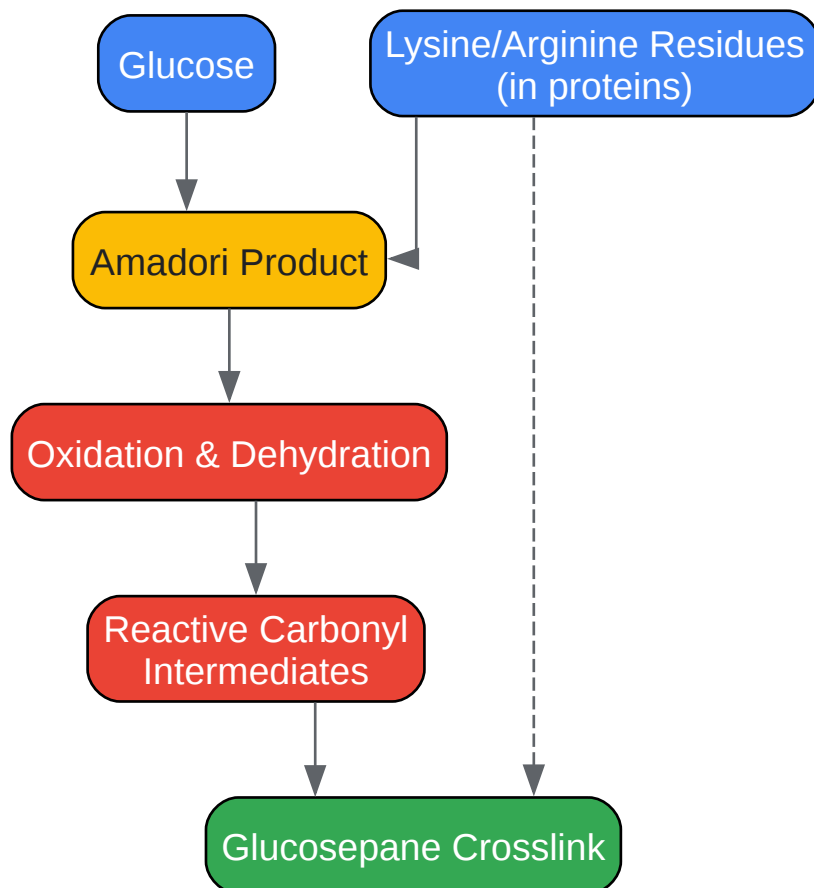 Glucose
Lysine/Arginine Residues
(in proteins)
Amadori Product
Oxidation & Dehydration
Reactive Carbonyl
Intermediates
Glucosepane Crosslink